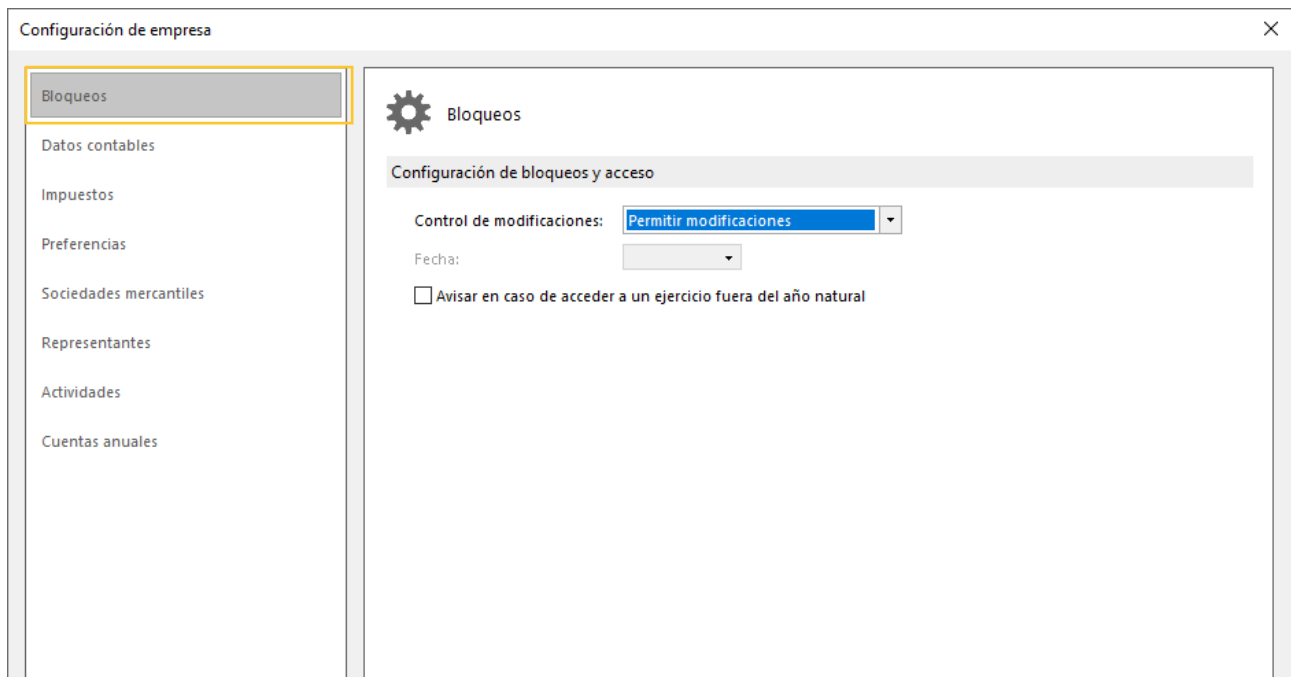 Configuración de empresa
Bloqueos
Datos contables
Impuestos
Preferencias
Sociedades mercantiles
Representantes
Actividades
Cuentas anuales
Bloqueos
Configuración de bloqueos y acceso
Control de modificaciones: Permitir modificaciones
Fecha:
Avisar en caso de acceder a un ejercicio fuera del año natural